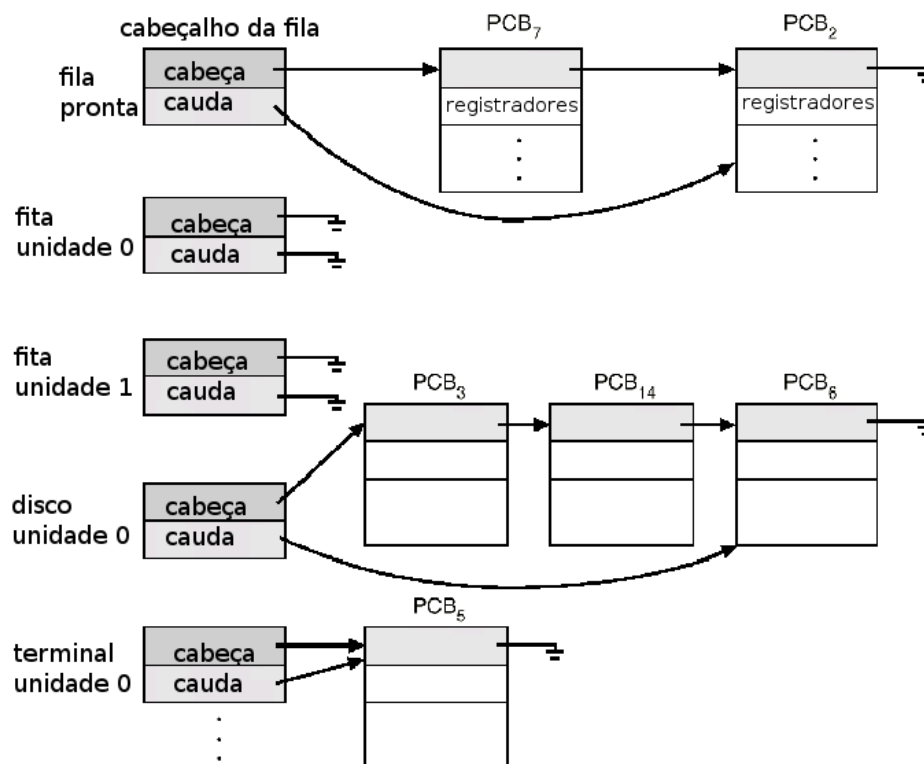 cabeçalho da fila
PCB7
PCB2
fila
pronta
cabeça
cauda
registradores
registradores
fita
unidade 0
cabeça
cauda
fita
unidade 1
cabeça
cauda
PCB3
PCB14
PCB6
disco
unidade 0
cabeça
cauda
PCB5
terminal
unidade 0
cabeça
cauda